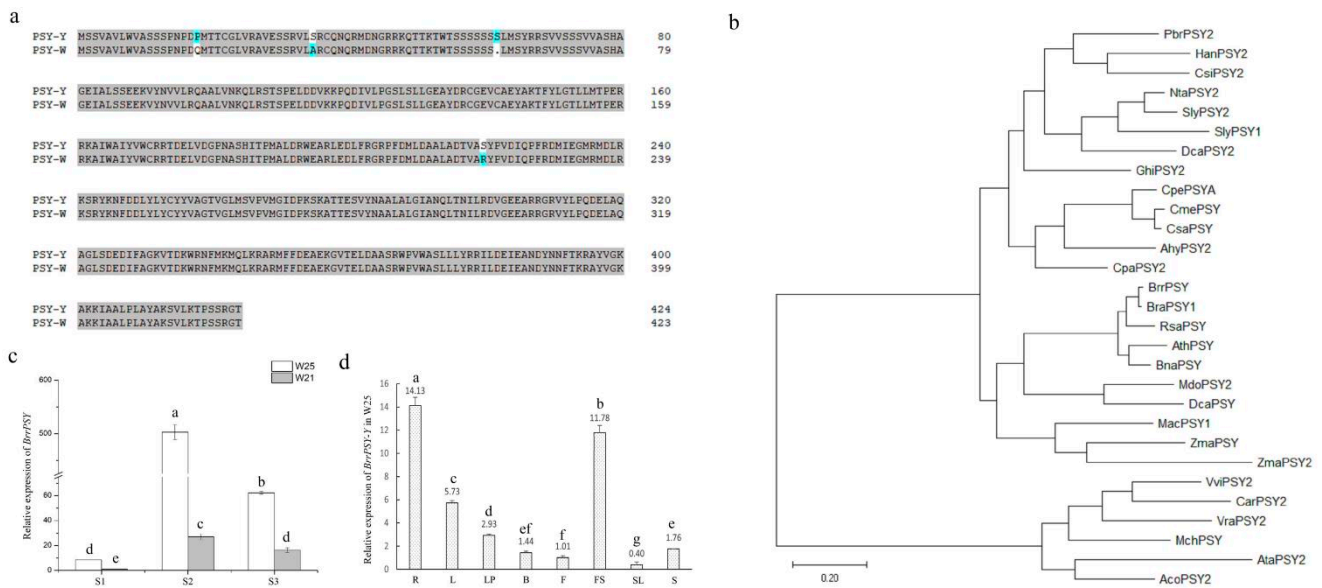 a
PSY-Y MSSVAVLWVASSSPNPDPMTTCGLVRAVESSRVLSRCQNQRMDNGRRKQTTKTWTSSSSSSSLMSYRRSVVSSSVVASHA 80
PSY-W MSSVAVLWVASSSPNPDQMTTCGLVRAVESSRVLARCQNQRMDNGRRKQTTKTWTSSSSSS.LMSYRRSVVSSSVVASHA 79
PSY-Y GEIALSSEEKVYNVVLRQAALVNKQLRSTSPELDDVKKPQDIVLPGSLSLLGEAYDRCGEVCAEYAKTFYLGTLLMTPER 160
PSY-W GEIALSSEEKVYNVVLRQAALVNKQLRSTSPELDDVKKPQDIVLPGSLSLLGEAYDRCGEVCAEYAKTFYLGTLLMTPER 159
PSY-Y RKAIWAIYVWCRRTDELVDGPNASHITPMALDRWEARLEDLFRGRPFDMLDAALADTVASYPVDIQPFRDMIEGMRMDLR 240
PSY-W RKAIWAIYVWCRRTDELVDGPNASHITPMALDRWEARLEDLFRGRPFDMLDAALADTVARYPVDIQPFRDMIEGMRMDLR 239
PSY-Y KSRYKNFDDLYLYCYYVAGTVGLMSVPVMGIDPKSKATTESVYNAALALGIANQLTNILRDVGEEARRGRVYLPQDELAQ 320
PSY-W KSRYKNFDDLYLYCYYVAGTVGLMSVPVMGIDPKSKATTESVYNAALALGIANQLTNILRDVGEEARRGRVYLPQDELAQ 319
PSY-Y AGLSDEDIFAGKVTDKWRNFMKMQLKRARMFFDEAEKGVTELDAASRWPVWASLLLYRRILDEIEANDYNNFTKRAYVGK 400
PSY-W AGLSDEDIFAGKVTDKWRNFMKMQLKRARMFFDEAEKGVTELDAASRWPVWASLLLYRRILDEIEANDYNNFTKRAYVGK 399
PSY-Y AKKIAALPLAYAKSVLKTPSSRGT 424
PSY-W AKKIAALPLAYAKSVLKTPSSRGT 423
b
PbrPSY2
HanPSY2
CsiPSY2
NtaPSY2
SlyPSY2
SlyPSY1
DcaPSY2
GhiPSY2
CpePSYA
CmePSY
CsaPSY
AhyPSY2
CpaPSY2
BrrPSY
BraPSY1
RsaPSY
AthPSY
BnaPSY
MdoPSY2
DcaPSY
MacPSY1
ZmaPSY
ZmaPSY2
VviPSY2
CarPSY2
VraPSY2
MchPSY
AtaPSY2
AcoPSY2
0.20
c
W25
W21
Relative expression of BrrPSY
600
500
60
40
20
0
d
e
a
c
b
d
S1 S2 S3
d
Relative expression of BrrPSY-Y in W25
16
14
12
10
8
6
4
2
0
a
14.13
c
5.73
d
2.93
ef
1.44
f
1.01
b
11.78
g
0.40
e
1.76
R L LP B F FS SL S